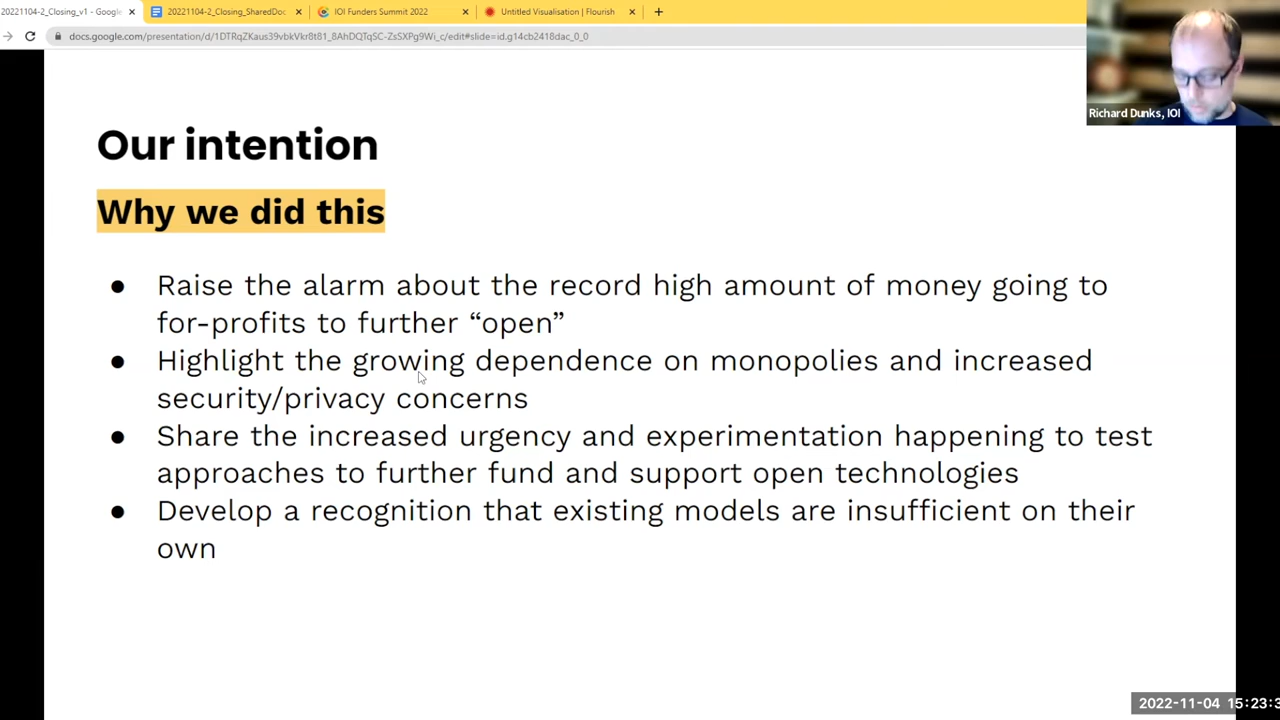 20221104-2_Closing_v1 - Google
20221104-2_Closing_SharedDoc
IOI Funders Summit 2022
Untitled Visualisation | Flourish
docs.google.com/presentation/d/1DTRqZKaus39vbkVkr8t81_8AhDQTqSC-ZsSXPg9Wi_c/edit#slide=id.g14cb2418dac_0_0
Richard Dunks, IOI
Our intention
Why we did this
● Raise the alarm about the record high amount of money going to
for-profits to further “open”
● Highlight the growing dependence on monopolies and increased
security/privacy concerns
● Share the increased urgency and experimentation happening to test
approaches to further fund and support open technologies
● Develop a recognition that existing models are insufficient on their
own
2022-11-04 15:23:3